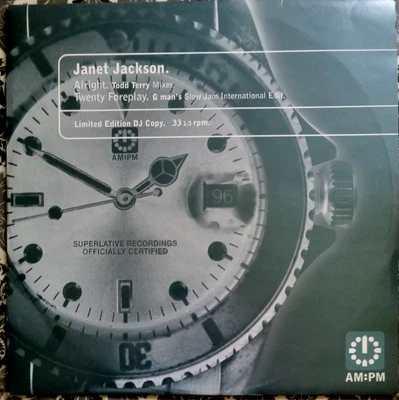 Janet Jackson.
Alright. Todd Terry Mixes.
Twenty Foreplay. G man's Slow Jam International Edit.
Limited Edition DJ Copy. 33 1/3 rpm.
AM:PM
96
SUPERLATIVE RECORDINGS
OFFICIALLY CERTIFIED
30
AM:PM